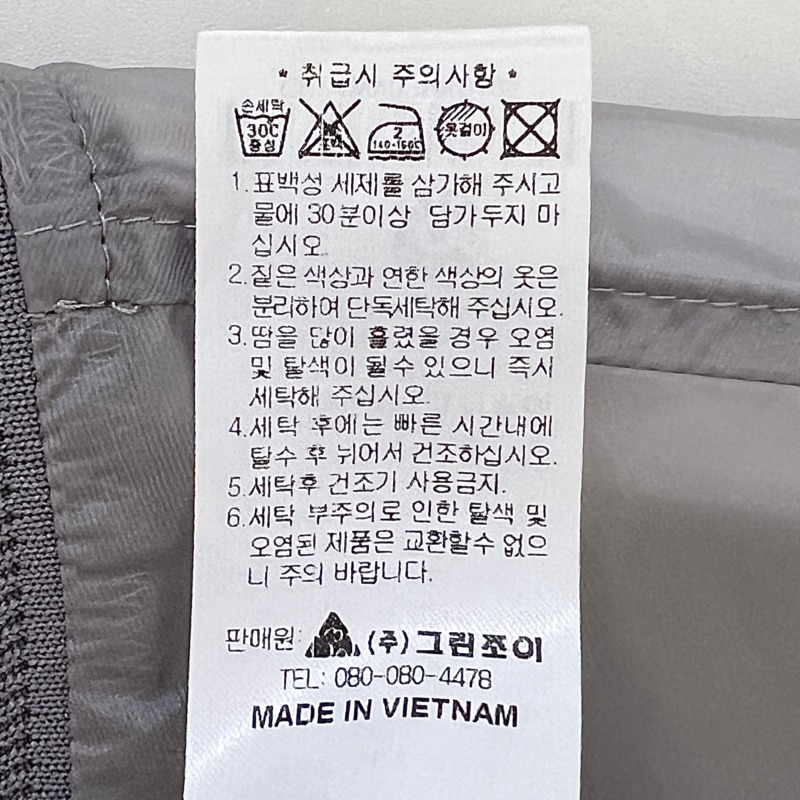 * 취급시 주의사항 *
손세탁 30℃ 중성 2 140-150℃ 옷걸이
1. 표백성 세제를 삼가해 주시고
물에 30분이상 담가두지 마
십시오.
2. 짙은 색상과 연한 색상의 옷은
분리하여 단독세탁해 주십시오.
3. 땀을 많이 흘렸을 경우 오염
및 탈색이 될수 있으니 즉시
세탁해 주십시오.
4. 세탁 후에는 빠른 시간내에
탈수 후 뉘어서 건조하십시오.
5. 세탁후 건조기 사용금지.
6. 세탁 부주의로 인한 탈색 및
오염된 제품은 교환할수 없으
니 주의 바랍니다.
판매원: (주)그린조이
TEL: 080-080-4478
MADE IN VIETNAM